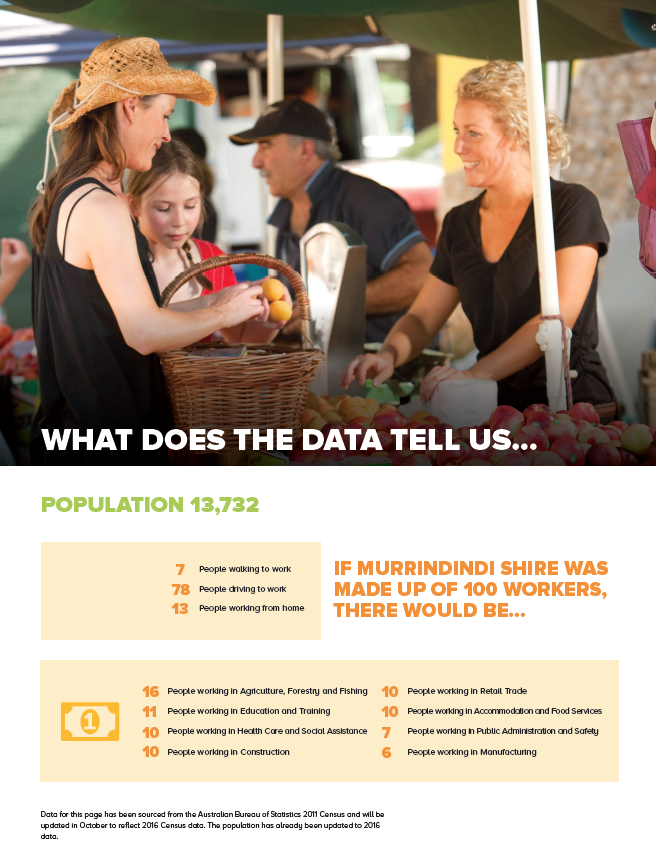 WHAT DOES THE DATA TELL US...
POPULATION 13,732
7 People walking to work
78 People driving to work
13 People working from home
IF MURRINDINDI SHIRE WAS
MADE UP OF 100 WORKERS,
THERE WOULD BE...
1
16 People working in Agriculture, Forestry and Fishing
11 People working in Education and Training
10 People working in Health Care and Social Assistance
10 People working in Construction
10 People working in Retail Trade
10 People working in Accommodation and Food Services
7 People working in Public Administration and Safety
6 People working in Manufacturing
Data for this page has been sourced from the Australian Bureau of Statistics 2011 Census and will be
updated in October to reflect 2016 Census data. The population has already been updated to 2016
data.